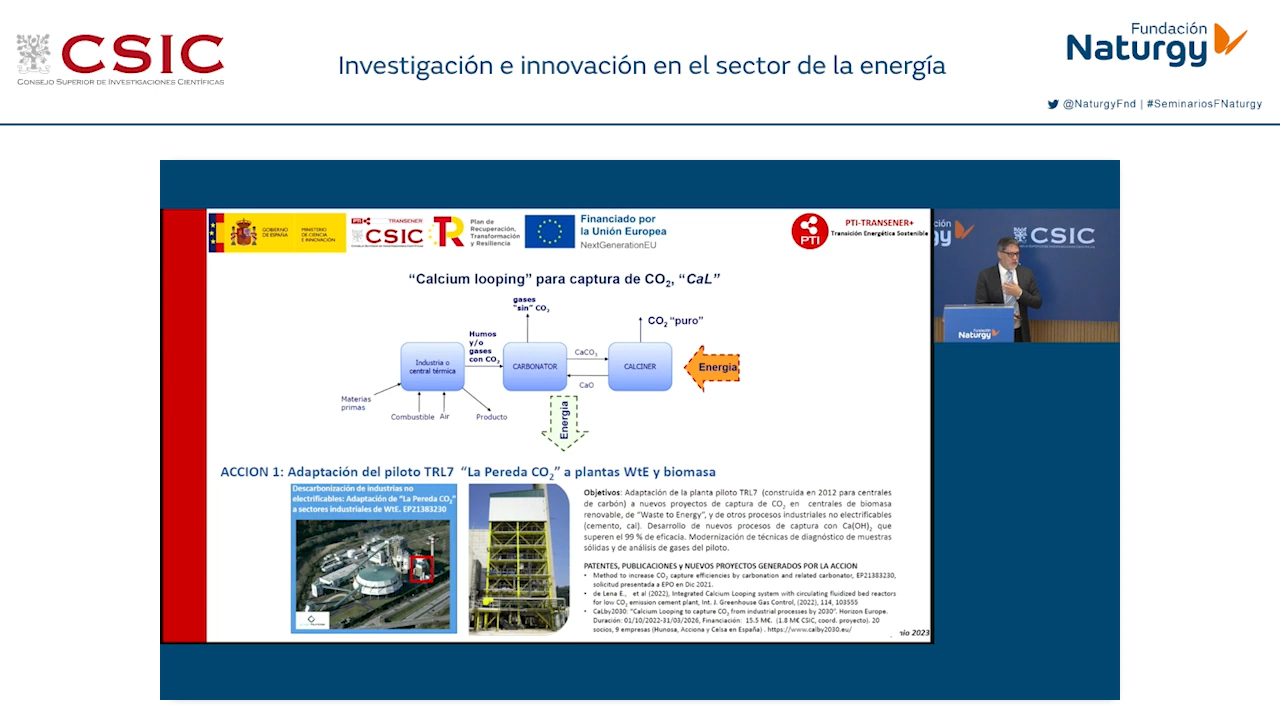 CSIC
CONSEJO SUPERIOR DE INVESTIGACIONES CIENTÍFICAS
Investigación e innovación en el sector de la energía
Fundación
Naturgy
@NaturgyFnd | #SeminariosFNaturgy
GOBIERNO
DE ESPAÑA
MINISTERIO
DE CIENCIA
E INNOVACIÓN
PTI
TRANSENER
CSIC
Plan de
Recuperación,
Transformación
y Resiliencia
Financiado por
la Unión Europea
NextGenerationEU
PTI
PTI-TRANSENER+
Transición Energética Sostenible
“Calcium looping” para captura de CO2, “CaL”
gases
“sin” CO2
CO2 “puro”
Humos
y/o
gases
con CO2
Industria o
central térmica
CARBONATOR
CaCO3
CaO
CALCINER
Energía
Materias
primas
Combustible
Air
Producto
Energía
ACCION 1: Adaptación del piloto TRL7 “La Pereda CO2” a plantas WtE y biomasa
Descarbonización de industrias no
electrificables: Adaptación de “La Pereda CO2”
a sectores industriales de WtE. EP21383230
Objetivos: Adaptación de la planta piloto TRL7 (construida en 2012 para centrales
de carbón) a nuevos proyectos de captura de CO2 en centrales de biomasa
renovable, de “Waste to Energy”, y de otros procesos industriales no electrificables
(cemento, cal). Desarrollo de nuevos procesos de captura con Ca(OH)2 que
superen el 99 % de eficacia. Modernización de técnicas de diagnóstico de muestras
sólidas y de análisis de gases del piloto.
PATENTES, PUBLICACIONES y NUEVOS PROYECTOS GENERADOS POR LA ACCION
• Method to increase CO2 capture efficiencies by carbonation and related carbonator, EP21383230,
solicitud presentada a EPO en Dic 2021.
• de Lena E., et al (2022), Integrated Calcium Looping system with circulating fluidized bed reactors
for low CO2 emission cement plant, Int. J. Greenhouse Gas Control, (2022), 114, 103555
• CaLby2030: “Calcium Looping to capture CO2 from industrial processes by 2030”. Horizon Europe.
Duración: 01/10/2022-31/03/2026, Financiación: 15.5 M€. (1.8 M€ CSIC, coord. proyecto). 20
socios, 9 empresas (Hunosa, Acciona y Celsa en España) . https://www.calby2030.eu/
nio 2023
ción
gy
CSIC
Fundación
Naturgy